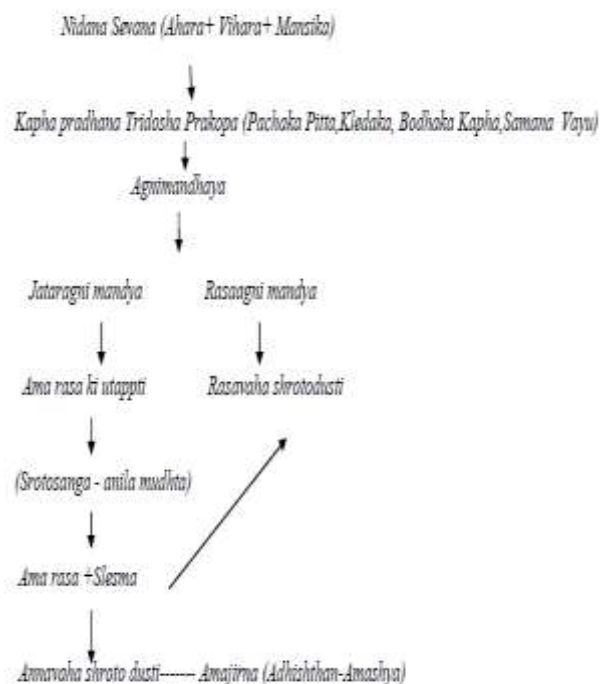 Nidana Sevana (Ahara+ Vihara+ Mansika)
Kapha pradhana Tridosha Prakopa (Pachaka Pitta,Kledaka, Bodhaka Kapha,Samana Vayu)
Agnimandhaya
Jataragni mandya Rasaagni mandya
Ama rasa ki utappti Rasavaha shrotodusti
(Srotosanga - anila mudhta)
Ama rasa +Slesma
Annavaha shroto dusti------- Amajirna (Adhishthan-Amashya)